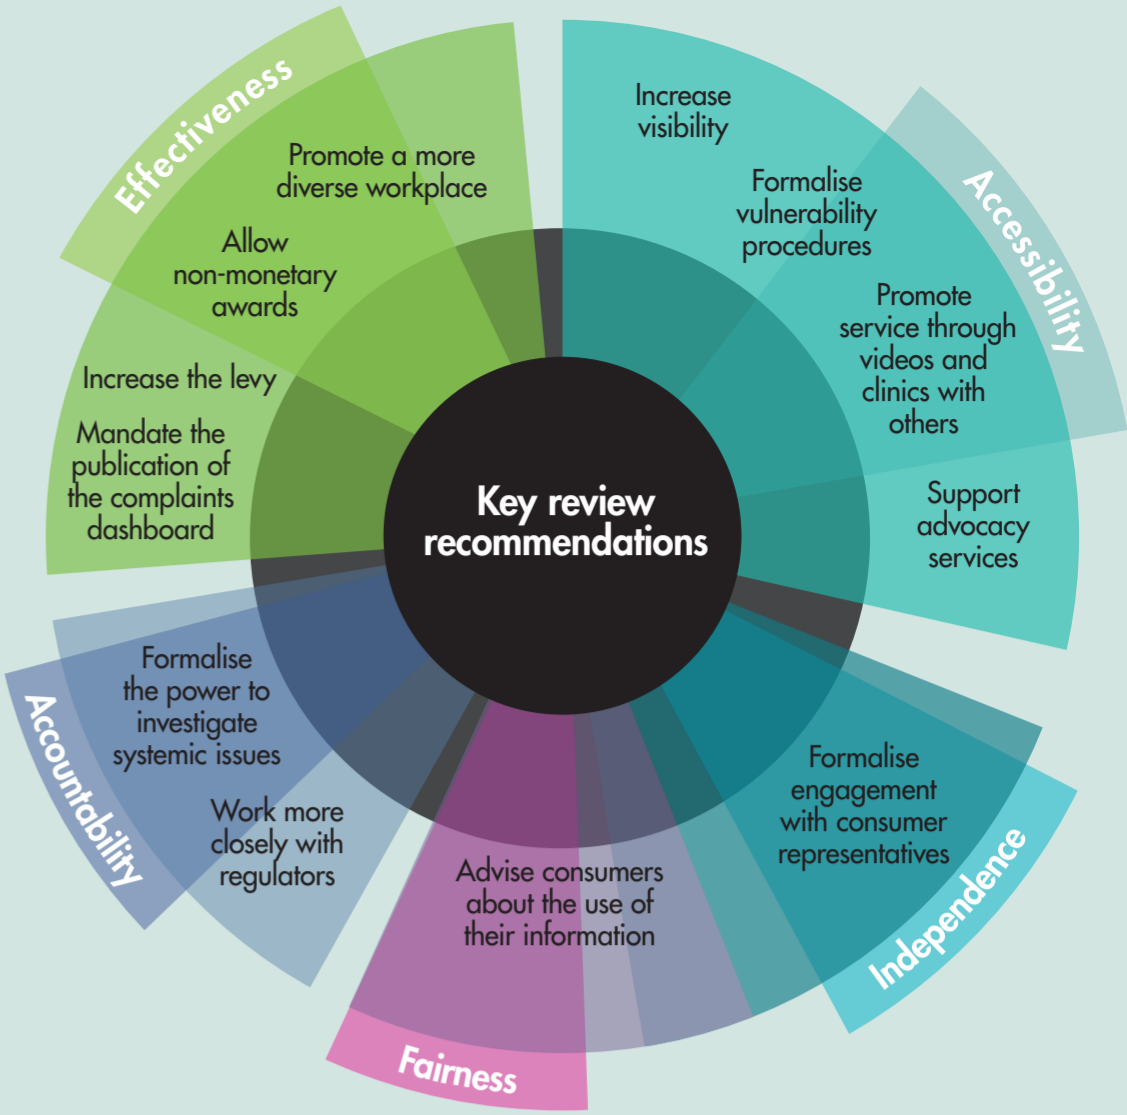 Key review
recommendations
Accessibility
Increase
visibility
Formalise
vulnerability
procedures
Promote
service through
videos and
clinics with
others
Support
advocacy
services
Independence
Formalise
engagement
with consumer
representatives
Fairness
Advise consumers
about the use of
their information
Accountability
Formalise
the power to
investigate
systemic issues
Work more
closely with
regulators
Effectiveness
Promote a more
diverse workplace
Allow
non-monetary
awards
Increase the levy
Mandate the
publication of
the complaints
dashboard